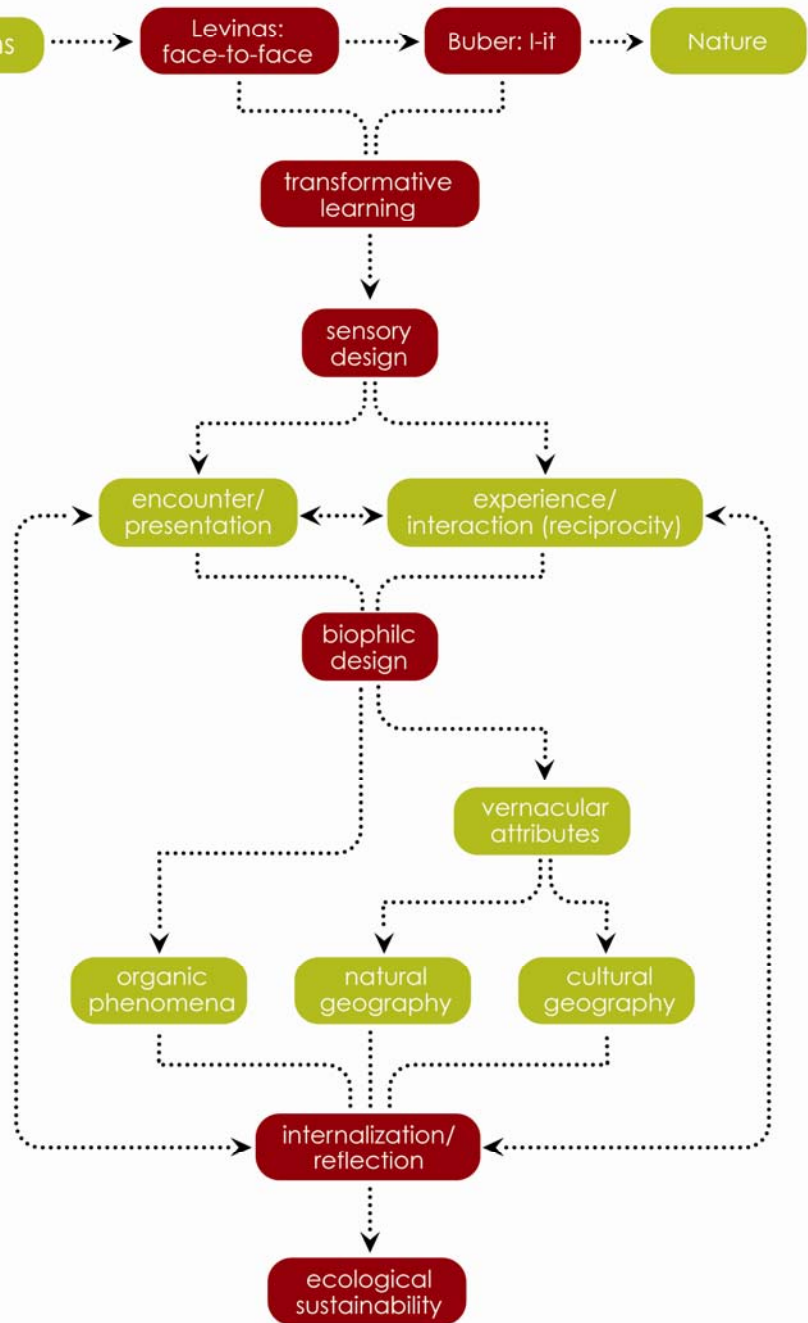 Levinas:
face-to-face
Buber: I-it
Nature
transformative
learning
sensory
design
encounter/
presentation
experience/
interaction (reciprocity)
biophilc
design
vernacular
attributes
organic
phenomena
natural
geography
cultural
geography
internalization/
reflection
ecological
sustainability